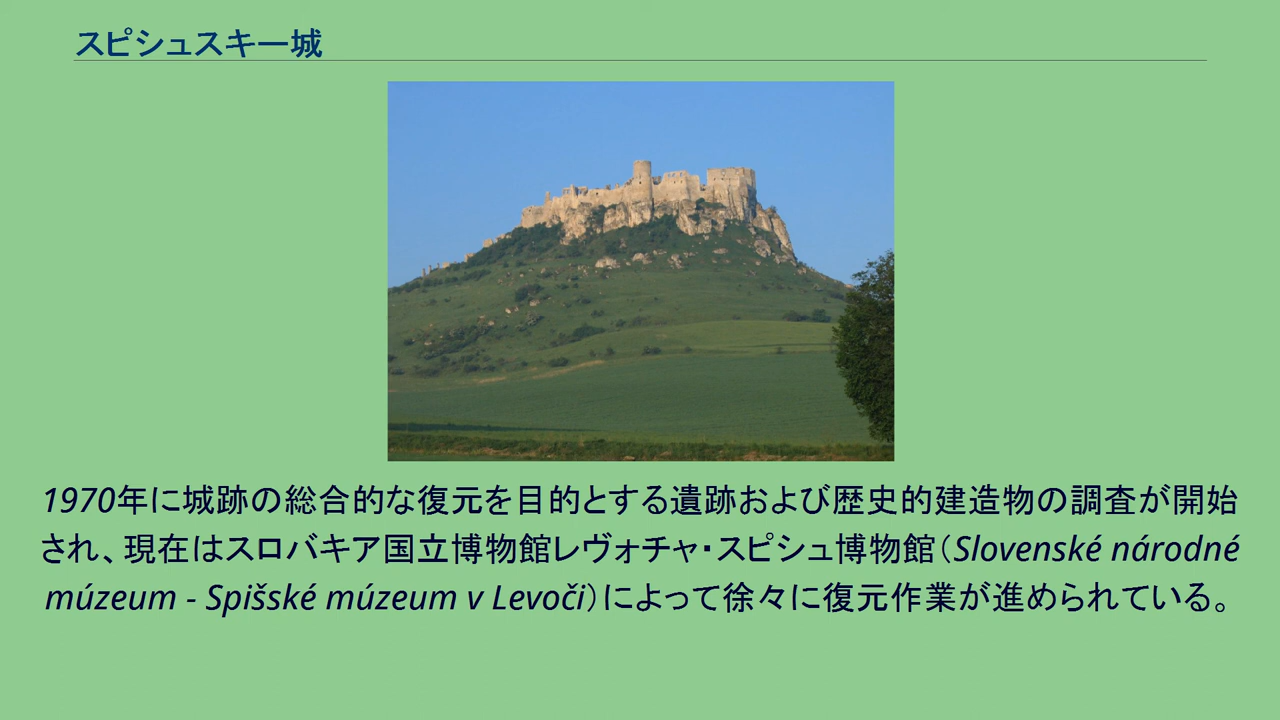 スピシュスキー城
1970年に城跡の総合的な復元を目的とする遺跡および歴史的建造物の調査が開始
され、現在はスロバキア国立博物館レヴォチャ・スピシュ博物館（Slovenské národné
múzeum - Spišské múzeum v Levoči）によって徐々に復元作業が進められている。